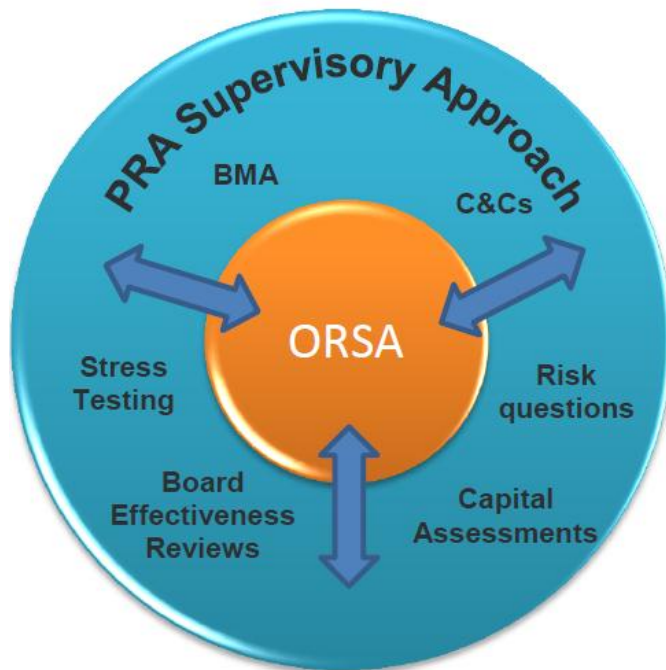 PRA Supervisory Approach
BMA
C&Cs
ORSA
Stress
Testing
Risk
questions
Board
Effectiveness
Reviews
Capital
Assessments